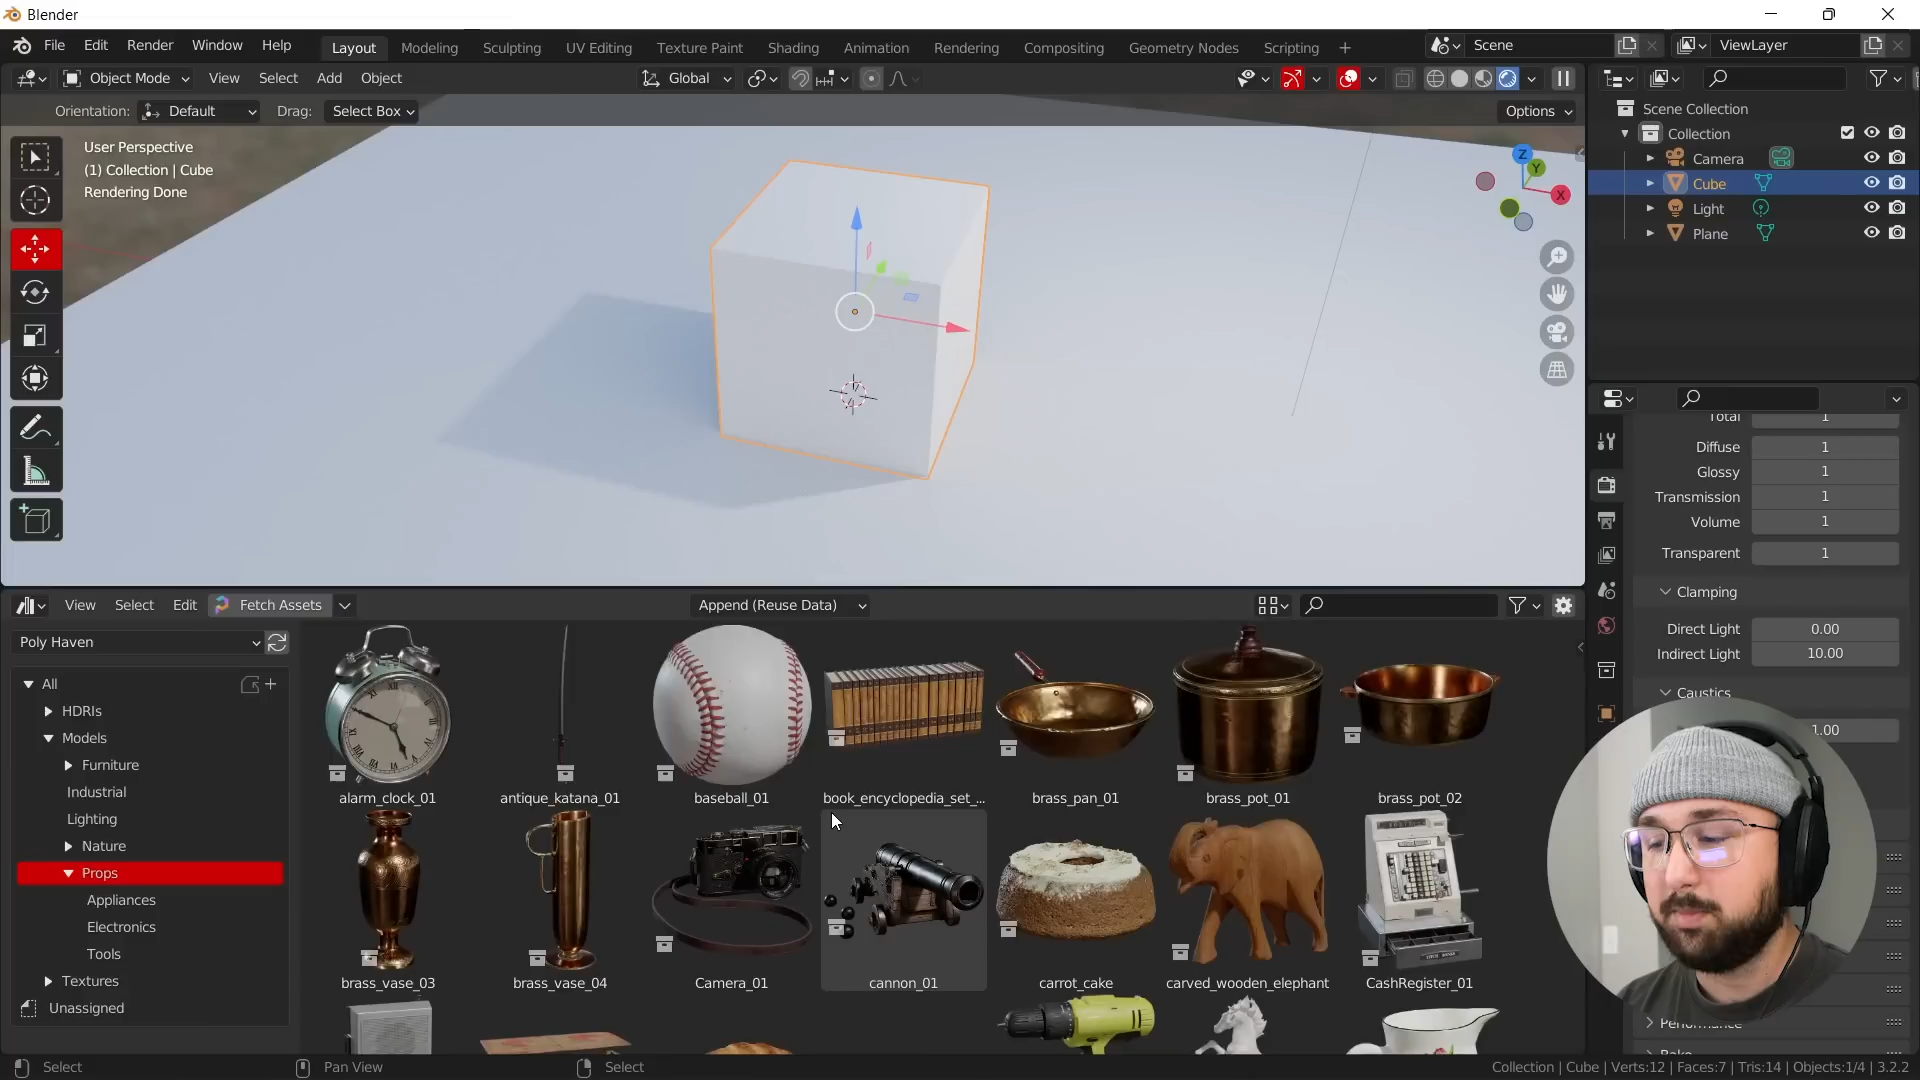 Blender
File Edit Render Window Help
Layout Modeling Sculpting UV Editing Texture Paint Shading Animation Rendering Compositing Geometry Nodes Scripting +
Scene
ViewLayer
Object Mode View Select Add Object
Global
Orientation: Default Drag: Select Box
Options
User Perspective
(1) Collection | Cube
Rendering Done
Z
Y
X
Scene Collection
Collection
Camera
Cube
Light
Plane
Total 1
Diffuse 1
Glossy 1
Transmission 1
Volume 1
Transparent 1
Clamping
Direct Light 0.00
Indirect Light 10.00
Caustics
1.00
Performance
View Select Edit Fetch Assets
Append (Reuse Data)
Poly Haven
All
HDRIs
Models
Furniture
Industrial
Lighting
Nature
Props
Appliances
Electronics
Tools
Textures
Unassigned
alarm_clock_01 antique_katana_01 baseball_01 book_encyclopedia_set_... brass_pan_01 brass_pot_01 brass_pot_02
brass_vase_03 brass_vase_04 Camera_01 cannon_01 carrot_cake carved_wooden_elephant CashRegister_01
Select
Pan View
Select
Collection | Cube | Verts:12 | Faces:7 | Tris:14 | Objects:1/4 | 3.2.2